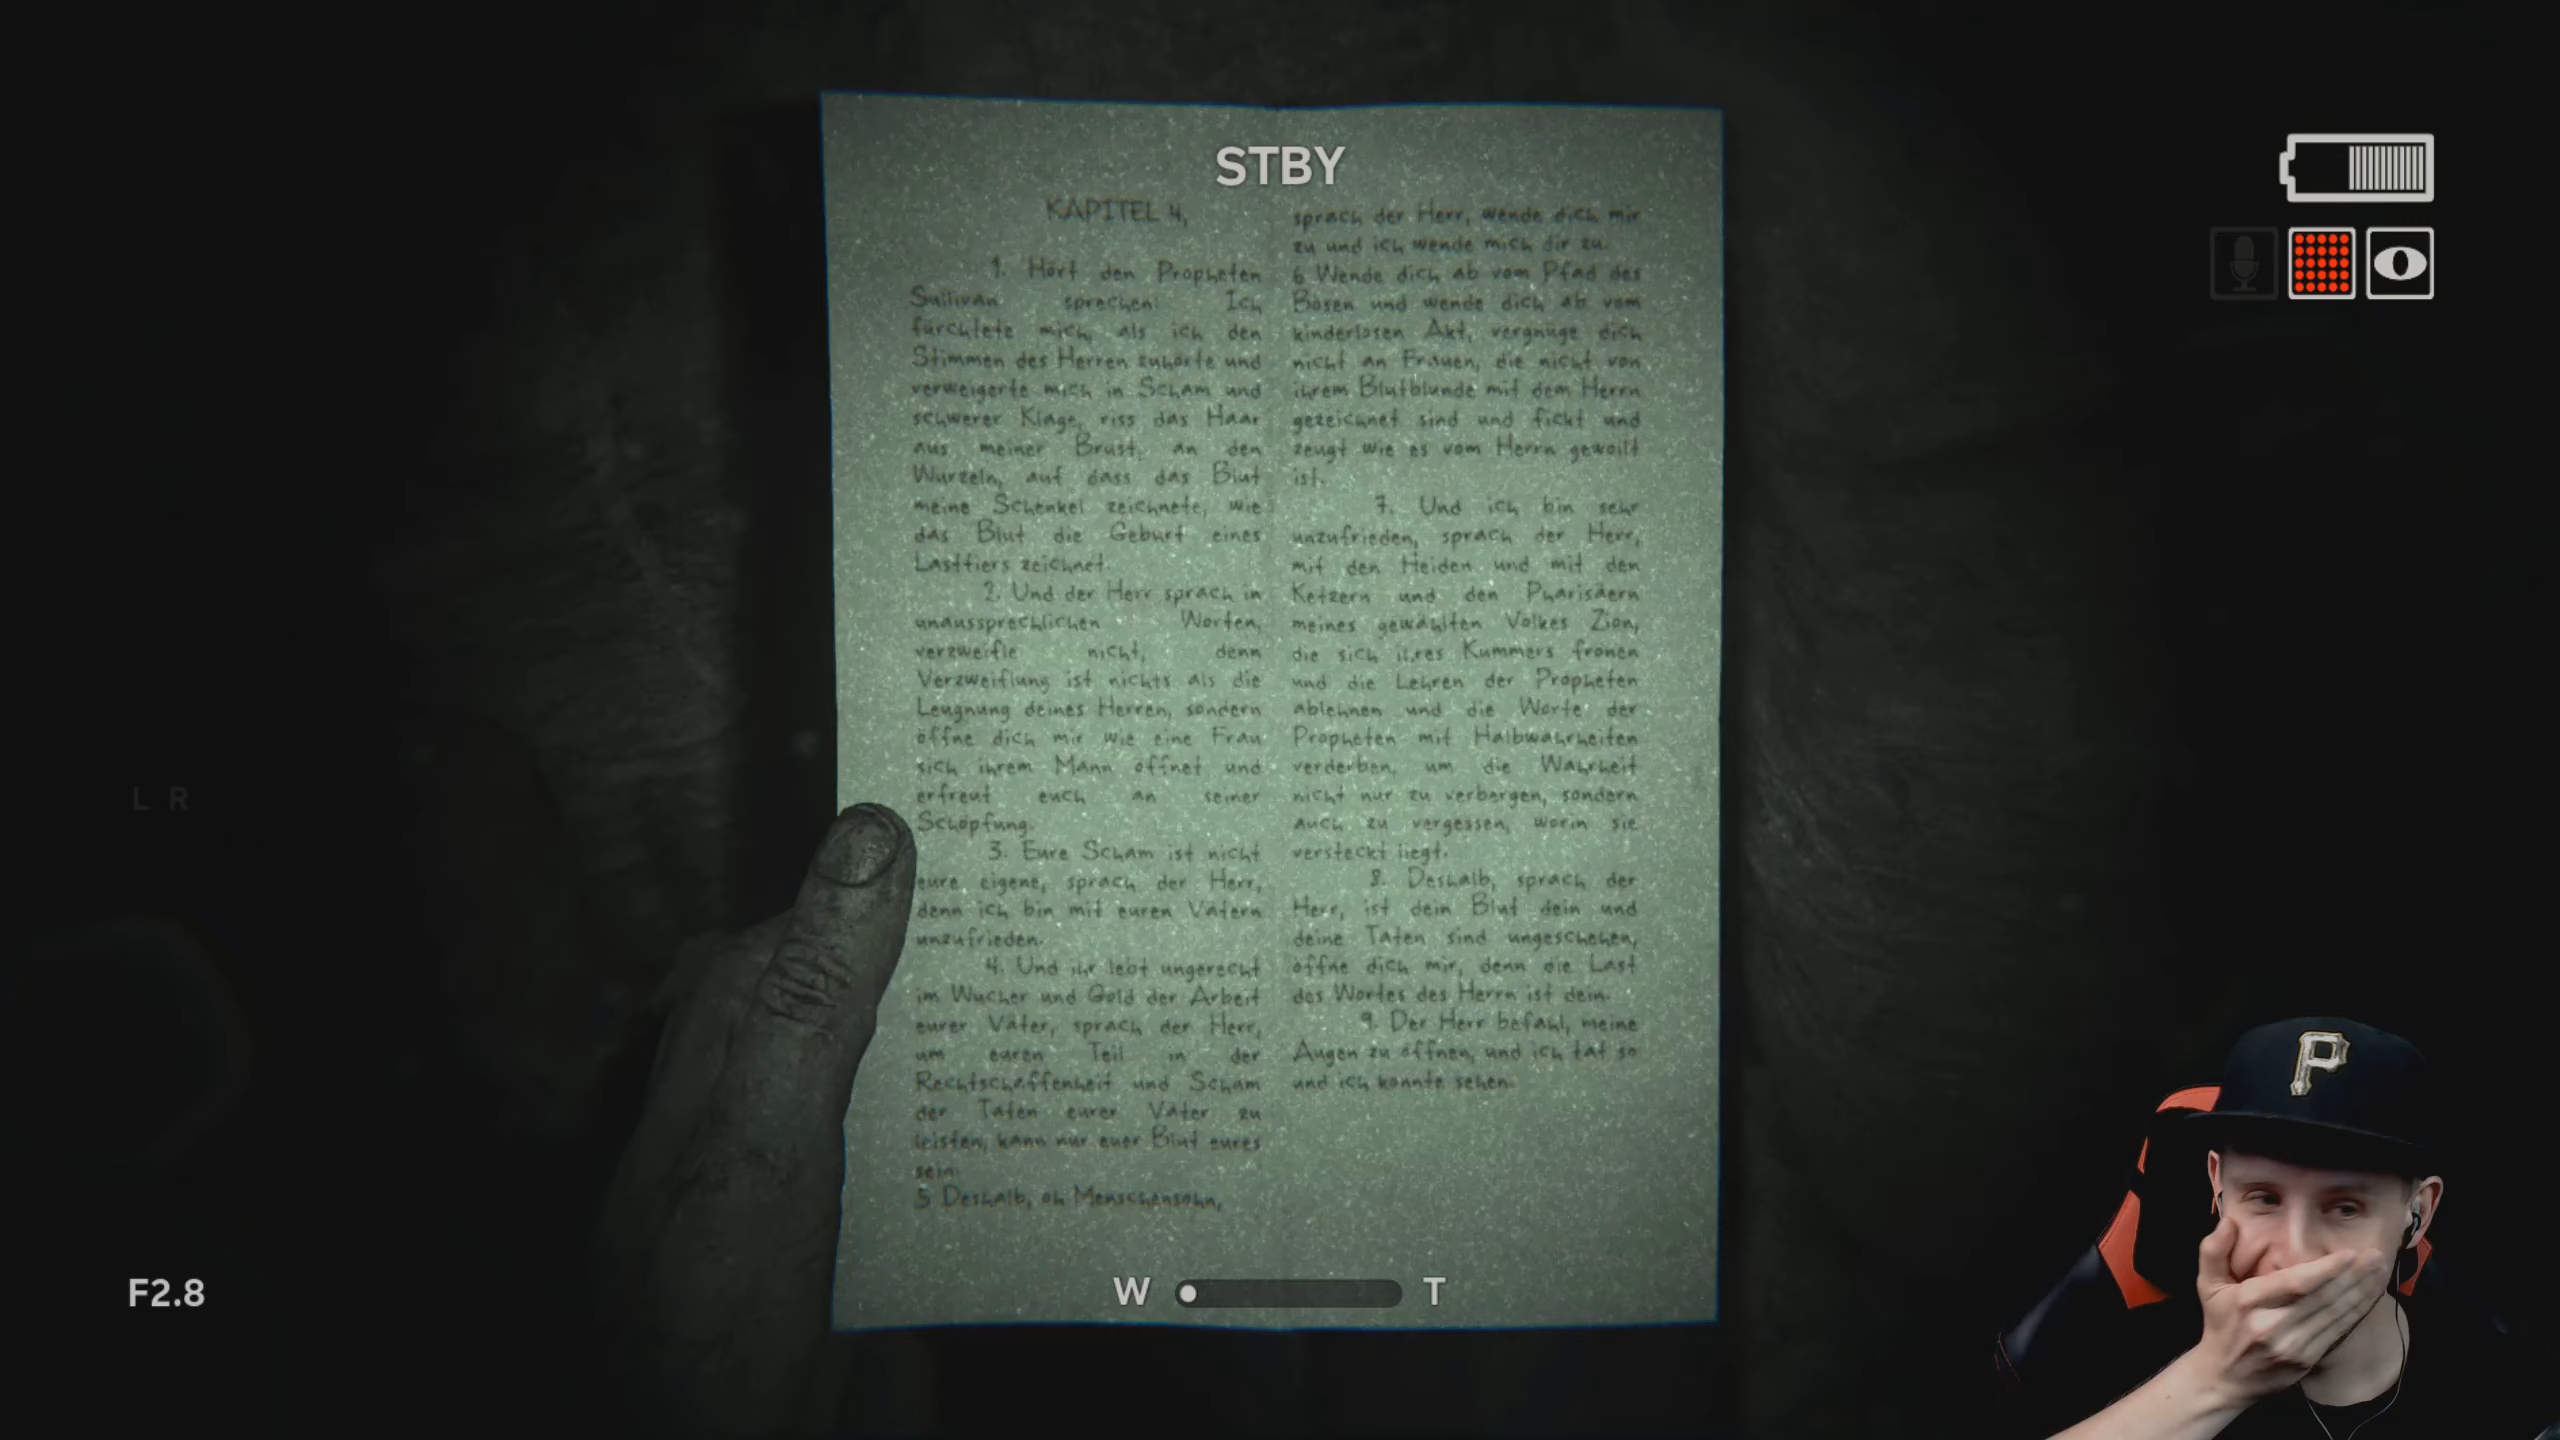 STBY
KAPITEL 4,
1. Hört den Propheten
Sullivan sprechen: Ich
fürchtete mich, als ich den
Stimmen des Herren zuhörte und
verweigerte mich in Scham und
schwerer Klage, riss das Haar
aus meiner Brust, an den
Wurzeln, auf dass das Blut
meine Schenkel zeichnete, wie
das Blut die Geburt eines
Lasttiers zeichnet.
2. Und der Herr sprach in
unaussprechlichen Worten,
verzweifle nicht, denn
Verzweiflung ist nichts als die
Leugnung deines Herren, sondern
öffne dich mir wie eine Frau
sich ihrem Mann öffnet und
erfreut euch an seiner
Schöpfung.
3. Eure Scham ist nicht
eure eigene, sprach der Herr,
denn ich bin mit euren Vätern
unzufrieden.
4. Und ihr lebt ungerecht
im Wucher und Gold der Arbeit
eurer Väter, sprach der Herr,
um euren Teil in der
Rechtschaffenheit und Scham
der Taten eurer Väter zu
leisten, kann nur euer Blut eures
sein.
5 Deshalb, oh Menschensohn,
sprach der Herr, wende dich mir
zu und ich wende mich dir zu.
6 Wende dich ab vom Pfad des
Bösen und wende dich ab vom
kinderlosen Akt, vergnüge dich
nicht an Frauen, die nicht von
ihrem Blutblunde mit dem Herrn
gezeichnet sind und fickt und
zeugt wie es vom Herrn gewollt
ist.
7. Und ich bin sehr
unzufrieden, sprach der Herr,
mit den Heiden und mit den
Ketzern und den Pharisäern
meines gewählten Volkes Zion,
die sich ihres Kummers frönen
und die Lehren der Propheten
ablehnen und die Worte der
Propheten mit Halbwahrheiten
verderben, um die Wahrheit
nicht nur zu verbergen, sondern
auch zu vergessen, worin sie
versteckt liegt.
8. Deshalb, sprach der
Herr, ist dein Blut dein und
deine Taten sind ungeschehen,
öffne dich mir, denn die Last
des Wortes des Herrn ist dein.
9. Der Herr befahl, meine
Augen zu öffnen, und ich tat so
und ich konnte sehen.
L R
F2.8
W T
P